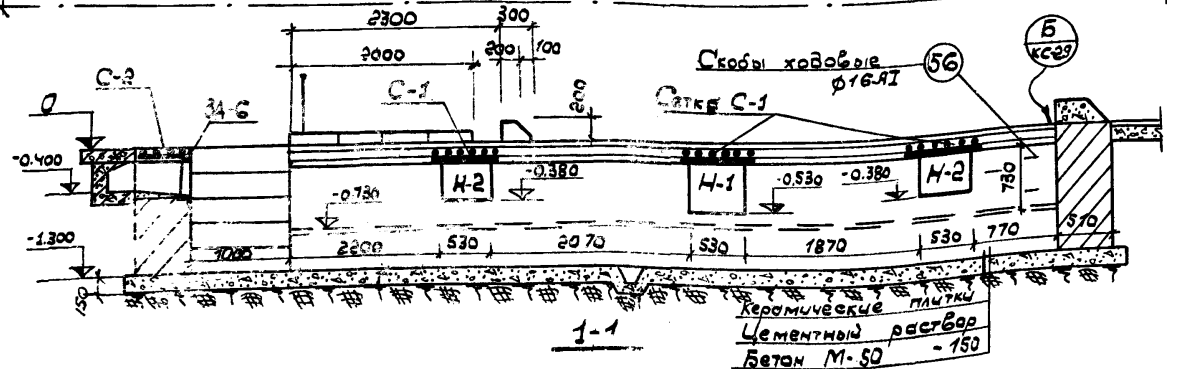 2300
300
2000
200
100
Скобы ходовые
56
Б
КС-29
С-2
С-1
Ф16АI
0
ЗА-6
Сетки С-1
200
-0.400
Н-2
-0.380
Н-1
-0.530
-0.380
Н-2
730
-0.730
-1.300
1000
2200
530
2070
530
1870
530
770
510
150
Керамические плитки
1-1
Цементный раствор
Бетон М-50 -150